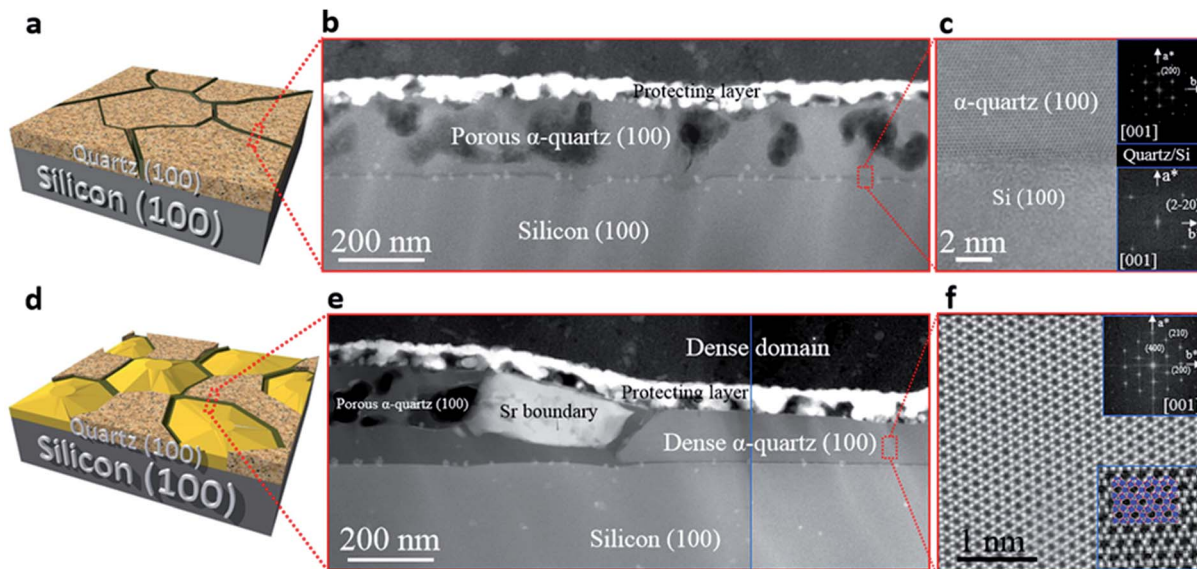 a
Quartz (100)
Silicon (100)
b
Protecting layer
Porous α-quartz (100)
Silicon (100)
200 nm
c
α-quartz (100)
Si (100)
2 nm
a*
(200)
b
[001]
Quartz/Si
a*
(2-20)
b
[001]
d
Quartz (100)
Silicon (100)
e
Dense domain
Protecting layer
Porous α-quartz (100)
Sr boundary
Dense α-quartz (100)
Silicon (100)
200 nm
f
a*
(210)
(400)
b*
(200)
[001]
1 nm